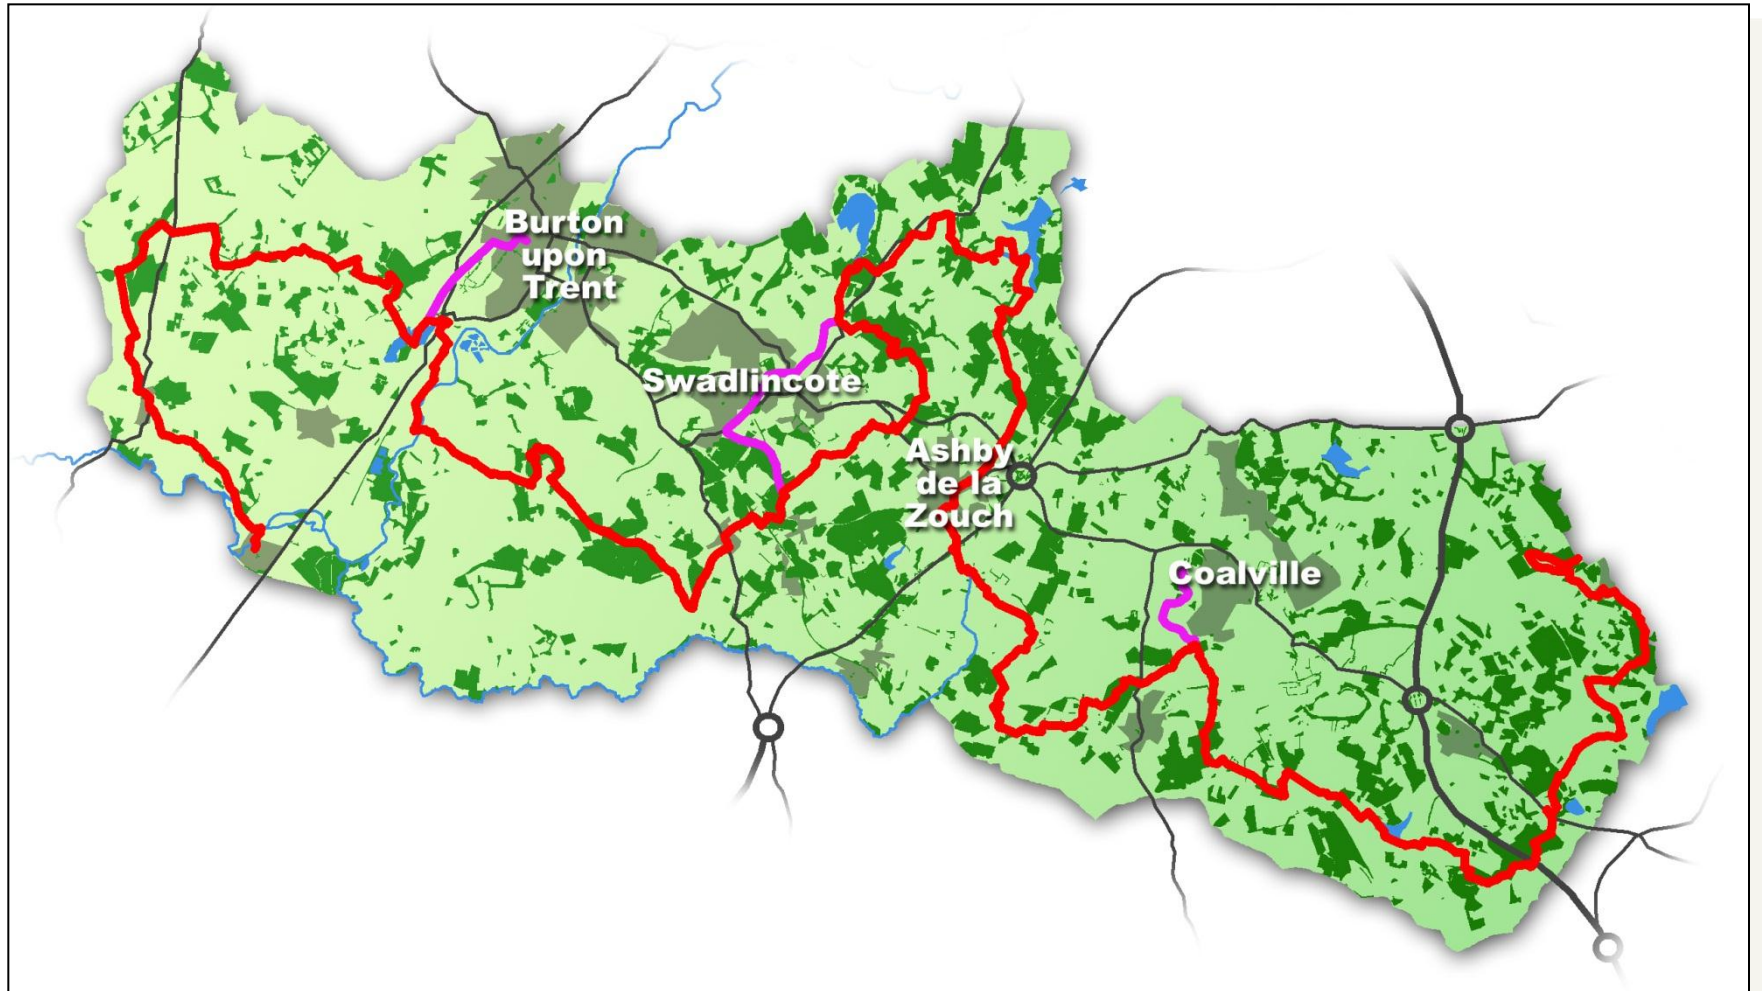 Burton
upon
Trent
Swadlincote
Ashby
de la
Zouch
Coalville